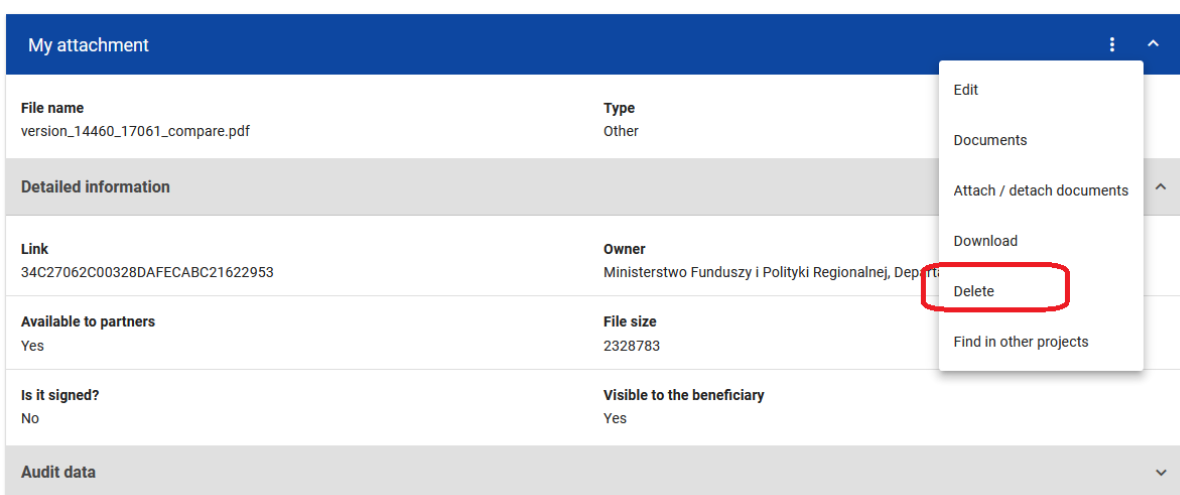 My attachment
Edit
File name
Type
version_14460_17061_compare.pdf
Other
Documents
Detailed information
Attach / detach documents
Link
Owner
Download
34C27062C00328DAFECABC21622953
Ministerstwo Funduszy i Polityki Regionalnej,
Delete
Available to partners
File size
Yes
2328783
Find in other projects
Is it signed?
Visible to the beneficiary
No
Yes
Audit data